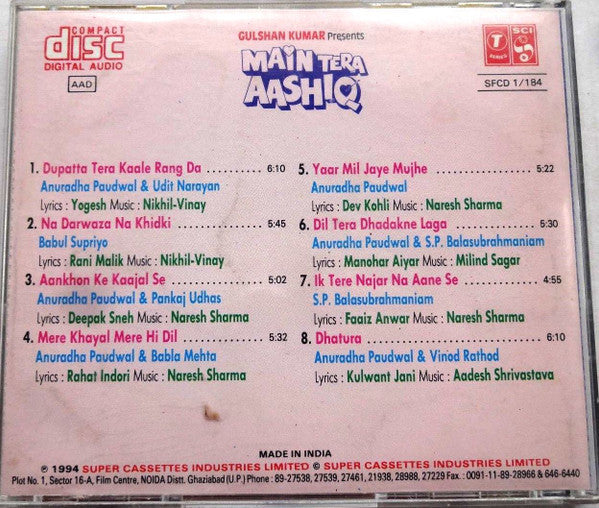 COMPACT
disc
DIGITAL AUDIO
AAD
GULSHAN KUMAR Presents
MAIN TERA
AASHIQ
T
SERIES
SCI
SFCD 1/184
1. Dupatta Tera Kaale Rang Da 6:10
Anuradha Paudwal & Udit Narayan
Lyrics : Yogesh Music : Nikhil-Vinay
2. Na Darwaza Na Khidki 5:45
Babul Supriyo
Lyrics : Rani Malik Music : Nikhil-Vinay
3. Aankhon Ke Kaajal Se 5:02
Anuradha Paudwal & Pankaj Udhas
Lyrics : Deepak Sneh Music : Naresh Sharma
4. Mere Khayal Mere Hi Dil 5:32
Anuradha Paudwal & Babla Mehta
Lyrics : Rahat Indori Music : Naresh Sharma
5. Yaar Mil Jaye Mujhe 5:22
Anuradha Paudwal
Lyrics : Dev Kohli Music : Naresh Sharma
6. Dil Tera Dhadakne Laga 5:30
Anuradha Paudwal & S.P. Balasubrahmaniam
Lyrics : Manohar Aiyar Music : Milind Sagar
7. Ik Tere Najar Na Aane Se 4:55
S.P. Balasubrahmaniam
Lyrics : Faaiz Anwar Music : Naresh Sharma
8. Dhatura 6:10
Anuradha Paudwal & Vinod Rathod
Lyrics : Kulwant Jani Music : Aadesh Shrivastava
MADE IN INDIA
℗ 1994 SUPER CASSETTES INDUSTRIES LIMITED © SUPER CASSETTES INDUSTRIES LIMITED
Plot No. 1, Sector 16-A, Film Centre, NOIDA Distt. Ghaziabad (U.P.) Phone : 89-27538, 27539, 27461, 21938, 28988, 27229 Fax.: 0091-11-89-28966 & 646-6440